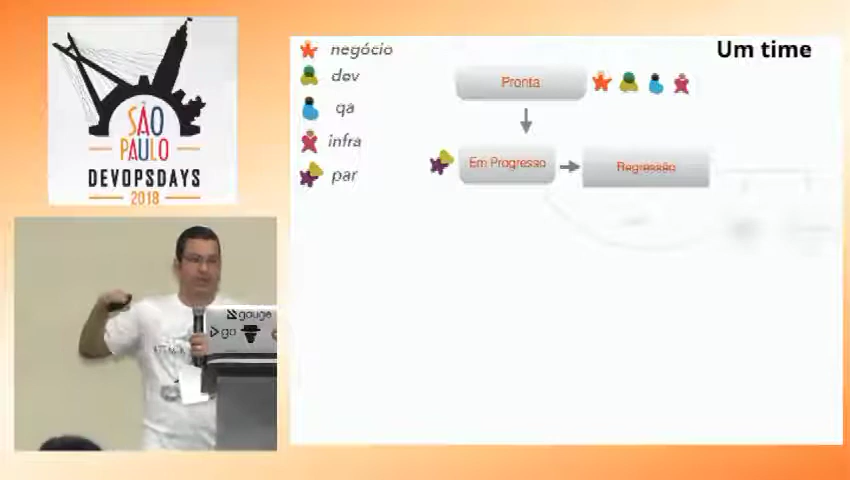 SÃO
PAULO
DEVOPSDAYS
2018
gauge
go
Um time
negócio
dev
qa
infra
par
Pronta
Em Progresso
Regressão